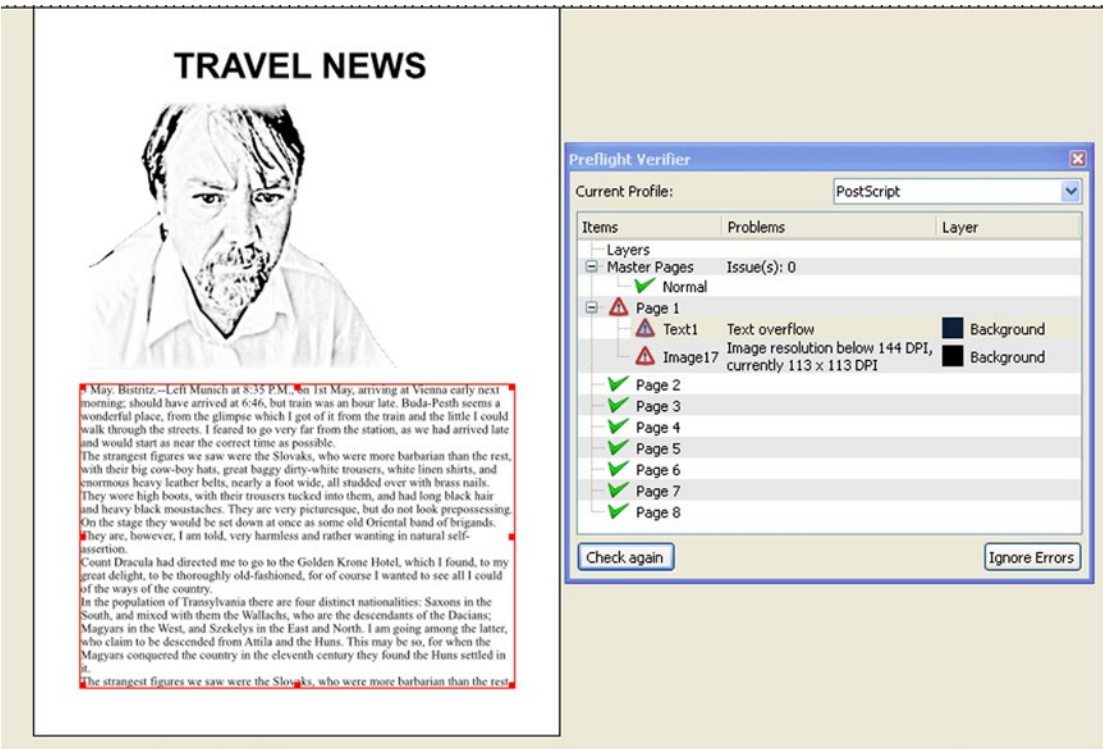 TRAVEL NEWS
3 May. Bistritz.--Left Munich at 8:35 P.M., on 1st May, arriving at Vienna early next
morning; should have arrived at 6:46, but train was an hour late. Buda-Pesth seems a
wonderful place, from the glimpse which I got of it from the train and the little I could
walk through the streets. I feared to go very far from the station, as we had arrived late
and would start as near the correct time as possible.
The strangest figures we saw were the Slovaks, who were more barbarian than the rest,
with their big cow-boy hats, great baggy dirty-white trousers, white linen shirts, and
enormous heavy leather belts, nearly a foot wide, all studded over with brass nails.
They wore high boots, with their trousers tucked into them, and had long black hair
and heavy black moustaches. They are very picturesque, but do not look prepossessing.
On the stage they would be set down at once as some old Oriental band of brigands.
They are, however, I am told, very harmless and rather wanting in natural self-
assertion.
Count Dracula had directed me to go to the Golden Krone Hotel, which I found, to my
great delight, to be thoroughly old-fashioned, for of course I wanted to see all I could
of the ways of the country.
In the population of Transylvania there are four distinct nationalities: Saxons in the
South, and mixed with them the Wallachs, who are the descendants of the Dacians;
Magyars in the West, and Szekelys in the East and North. I am going among the latter,
who claim to be descended from Attila and the Huns. This may be so, for when the
Magyars conquered the country in the eleventh century they found the Huns settled in
it.
The strangest figures we saw were the Slovaks, who were more barbarian than the rest
Preflight Verifier
Current Profile: PostScript
Items Problems Layer
Layers
Master Pages Issue(s): 0
Normal
Page 1
Text1 Text overflow Background
Image17 Image resolution below 144 DPI, Background
currently 113 x 113 DPI
Page 2
Page 3
Page 4
Page 5
Page 6
Page 7
Page 8
Check again Ignore Errors